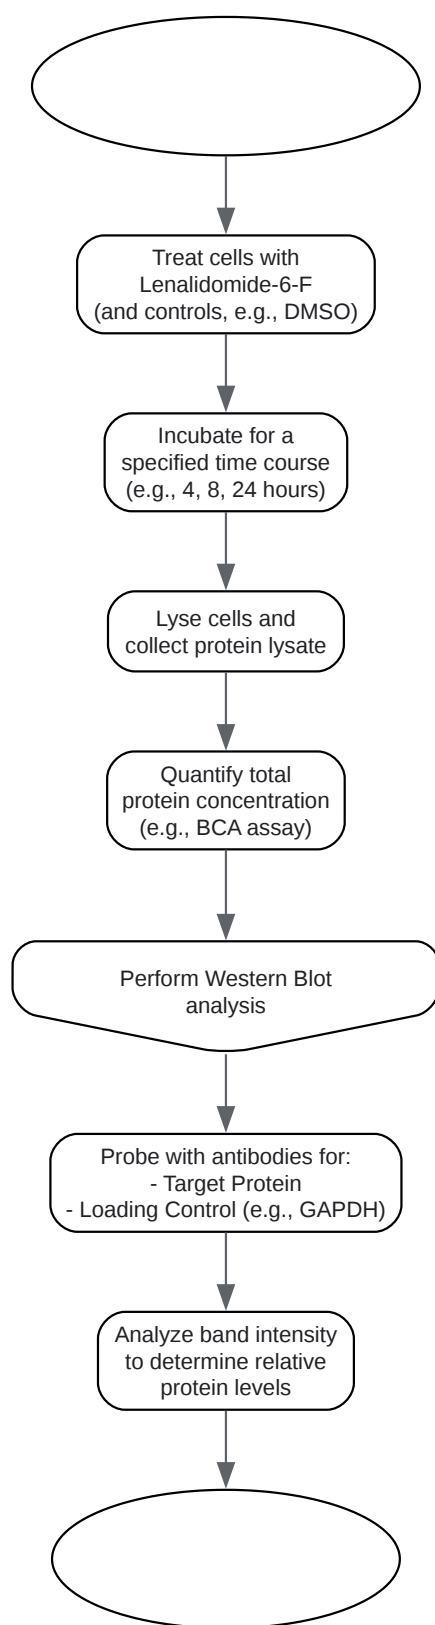 Treat cells with
Lenalidomide-6-F
(and controls, e.g., DMSO)
Incubate for a
specified time course
(e.g., 4, 8, 24 hours)
Lyse cells and
collect protein lysate
Quantify total
protein concentration
(e.g., BCA assay)
Perform Western Blot
analysis
Probe with antibodies for:
- Target Protein
- Loading Control (e.g., GAPDH)
Analyze band intensity
to determine relative
protein levels